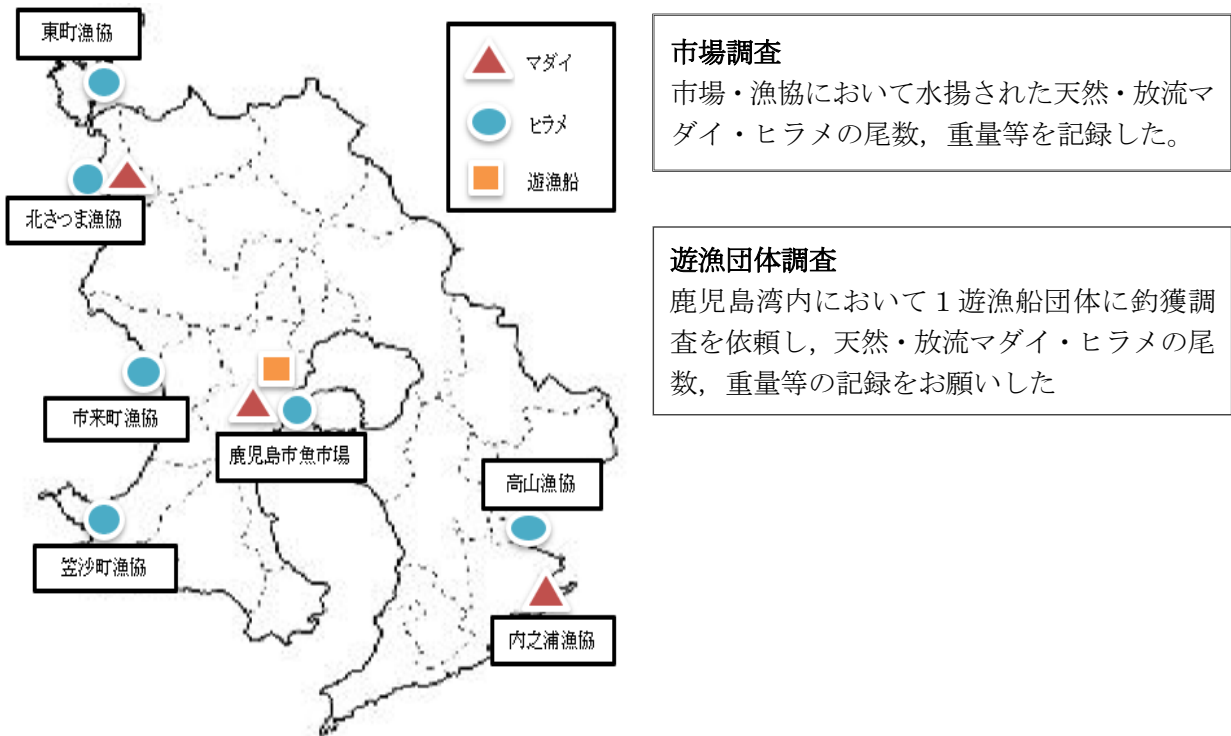 東町漁協
マダイ
ヒラメ
遊漁船
北さつま漁協
市来町漁協
鹿児島市魚市場
高山漁協
笠沙町漁協
内之浦漁協
市場調査
市場・漁協において水揚された天然・放流マ
ダイ・ヒラメの尾数，重量等を記録した。
遊漁団体調査
鹿児島湾内において１遊漁船団体に釣獲調
査を依頼し，天然・放流マダイ・ヒラメの尾
数，重量等の記録をお願いした